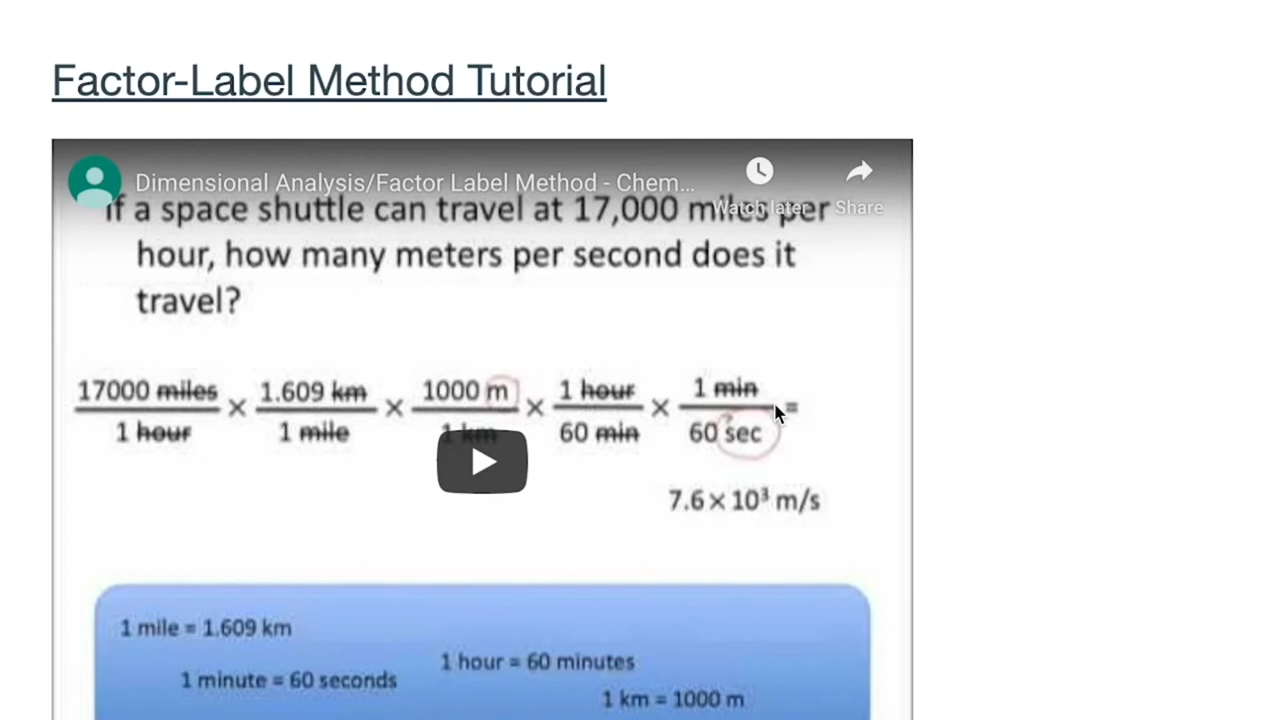 Factor-Label Method Tutorial
Dimensional Analysis/Factor Label Method - Chem...
Watch later
Share
If a space shuttle can travel at 17,000 miles per
hour, how many meters per second does it
travel?
17000 miles × 1.609 km × 1000 m × 1 hour × 1 min =
1 hour 1 mile 1 km 60 min 60 sec
7.6 × 10³ m/s
1 mile = 1.609 km
1 hour = 60 minutes
1 minute = 60 seconds
1 km = 1000 m